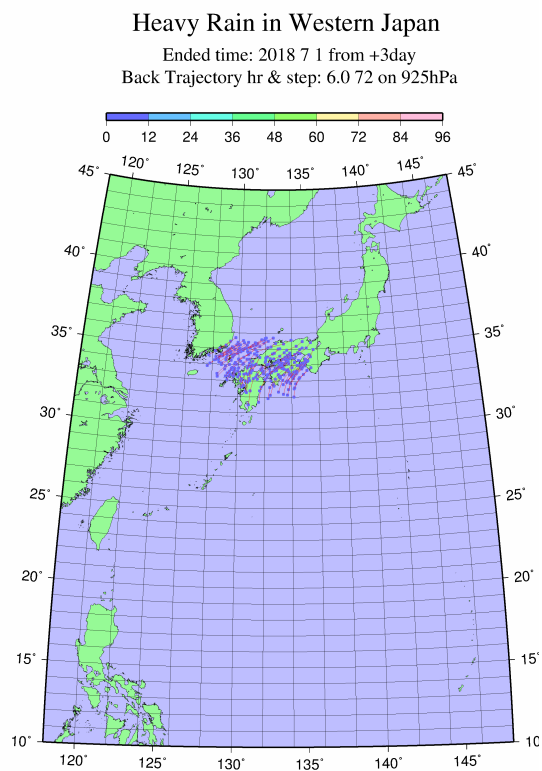 Heavy Rain in Western Japan
Ended time: 2018 7 1 from +3day
Back Trajectory hr & step: 6.0 72 on 925hPa
0 12 24 36 48 60 72 84 96
120˚ 125˚ 130˚ 135˚ 140˚ 145˚
45˚ 45˚
40˚ 40˚
35˚ 35˚
30˚ 30˚
25˚ 25˚
20˚ 20˚
15˚ 15˚
10˚ 10˚
120˚ 125˚ 130˚ 135˚ 140˚ 145˚